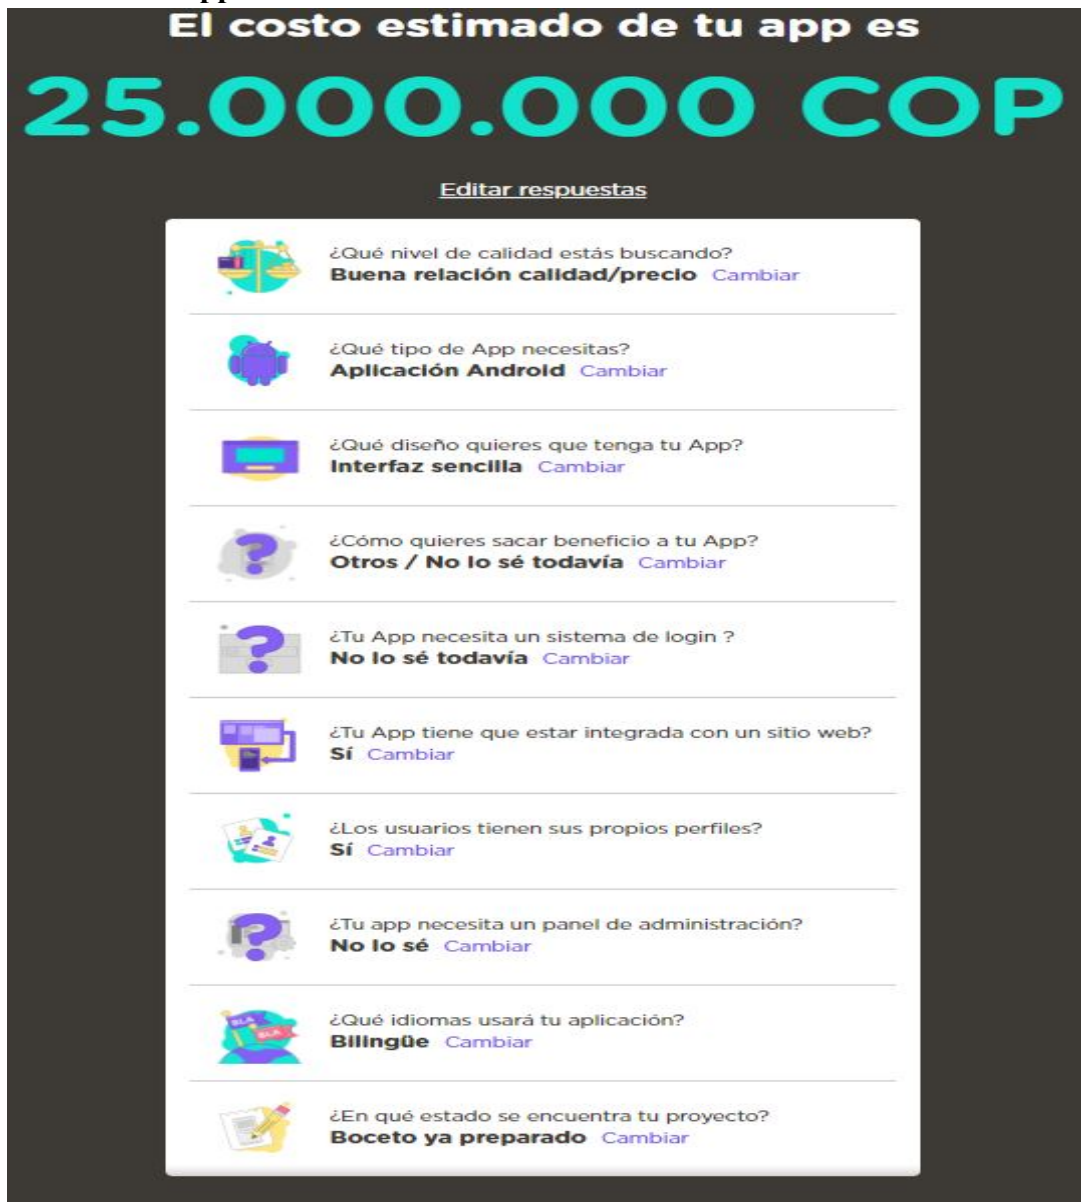 El costo estimado de tu app es
25.000.000 COP
Editar respuestas
¿Qué nivel de calidad estás buscando?
Buena relación calidad/precio Cambiar
¿Qué tipo de App necesitas?
Aplicación Android Cambiar
¿Qué diseño quieres que tenga tu App?
Interfaz sencilla Cambiar
¿Cómo quieres sacar beneficio a tu App?
Otros / No lo sé todavía Cambiar
¿Tu App necesita un sistema de login ?
No lo sé todavía Cambiar
¿Tu App tiene que estar integrada con un sitio web?
Sí Cambiar
¿Los usuarios tienen sus propios perfiles?
Sí Cambiar
¿Tu app necesita un panel de administración?
No lo sé Cambiar
¿Qué idiomas usará tu aplicación?
BLA
BLA
Bilingüe Cambiar
¿En qué estado se encuentra tu proyecto?
Boceto ya preparado Cambiar